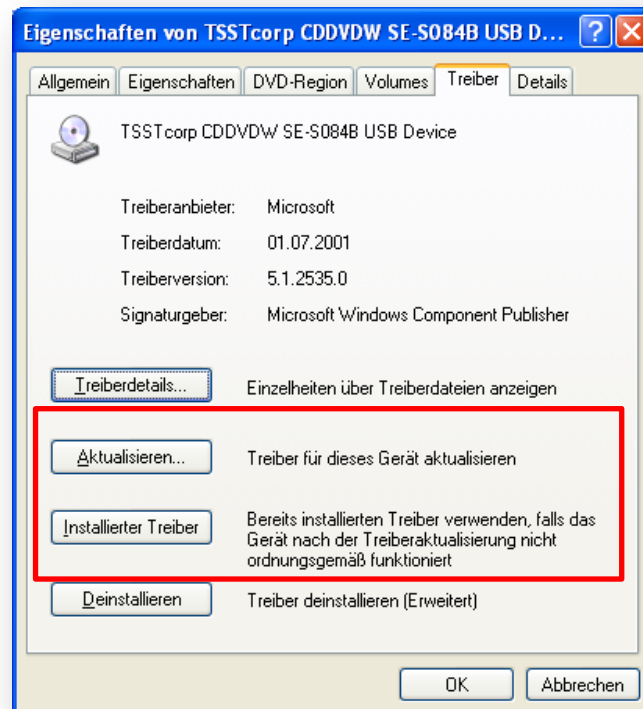 Eigenschaften von TSSTcorp CDDVDW SE-S084B USB D...
Allgemein Eigenschaften DVD-Region Volumes Treiber Details
TSSTcorp CDDVDW SE-S084B USB Device
Treiberanbieter: Microsoft
Treiberdatum: 01.07.2001
Treiberversion: 5.1.2535.0
Signaturgeber: Microsoft Windows Component Publisher
Treiberdetails... Einzelheiten über Treiberdateien anzeigen
Aktualisieren... Treiber für dieses Gerät aktualisieren
Installierter Treiber Bereits installierten Treiber verwenden, falls das
Gerät nach der Treiberaktualisierung nicht
ordnungsgemäß funktioniert
Deinstallieren Treiber deinstallieren (Erweitert)
OK Abbrechen